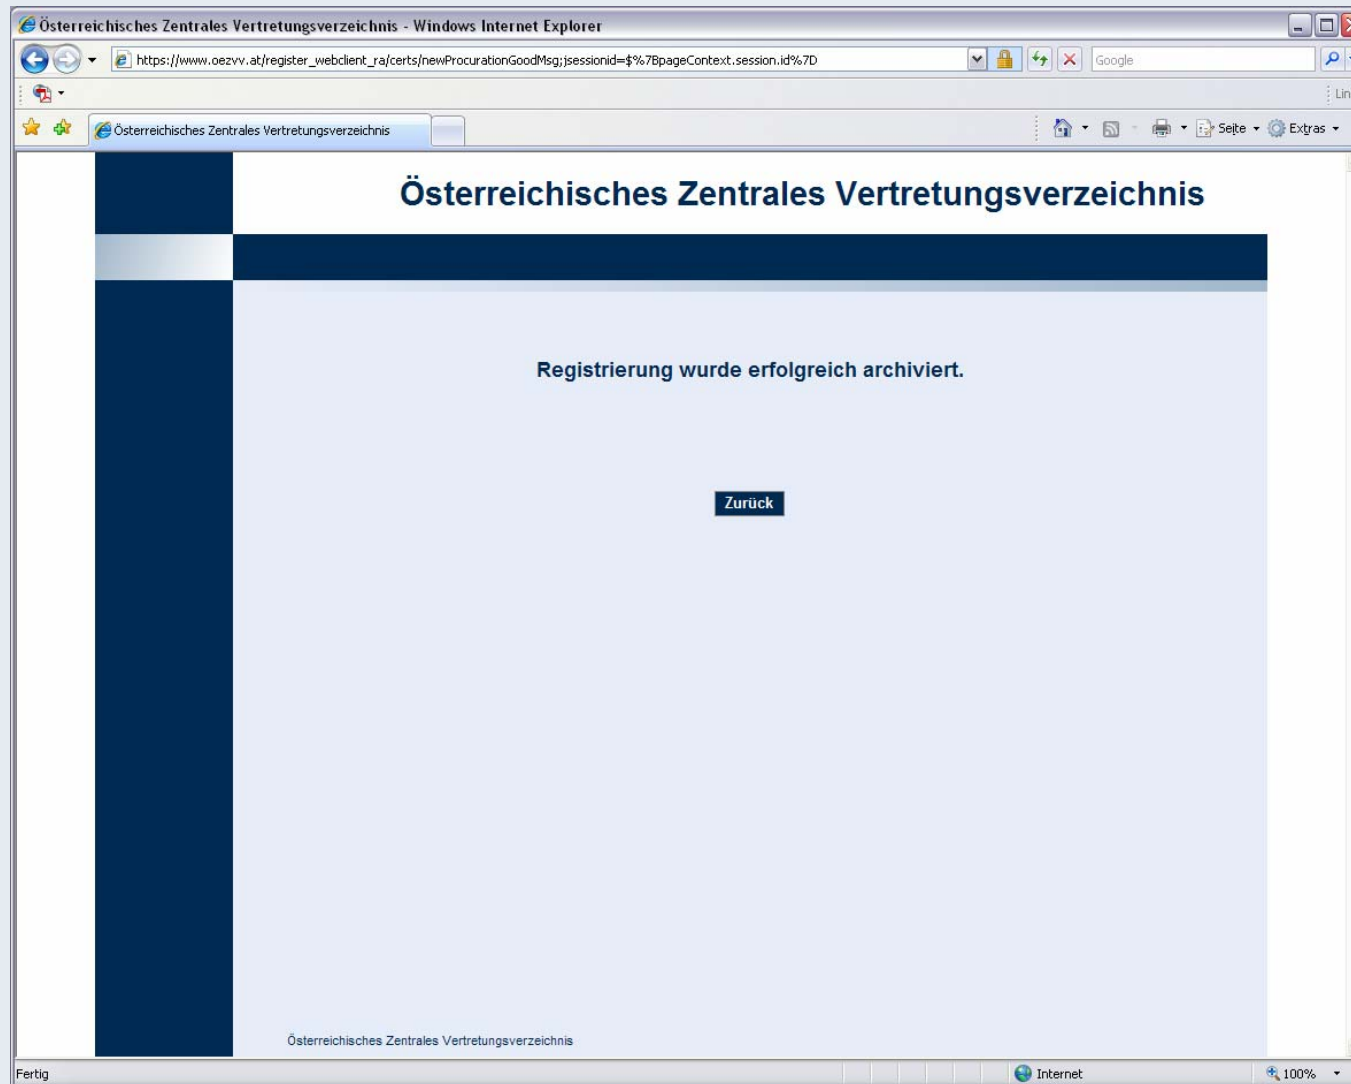 Österreichisches Zentrales Vertretungsverzeichnis - Windows Internet Explorer
https://www.oezvv.at/register_webclient_ra/certs/newProcurationGoodMsg;jsessionid=$%7BpageContext.session.id%7D
Google
Lin
Österreichisches Zentrales Vertretungsverzeichnis
Seite
Extras
Österreichisches Zentrales Vertretungsverzeichnis
Registrierung wurde erfolgreich archiviert.
Zurück
Österreichisches Zentrales Vertretungsverzeichnis
Fertig
Internet
100%